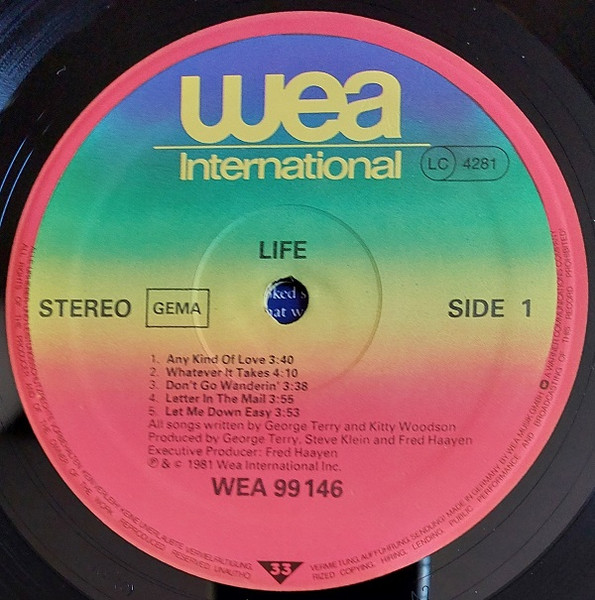 wea
International
LC 4281
LIFE
ked s
hat w
STEREO
GEMA
SIDE 1
1. Any Kind Of Love 3:40
2. Whatever It Takes 4:10
3. Don't Go Wanderin' 3:38
4. Letter In The Mail 3:55
5. Let Me Down Easy 3:53
All songs written by George Terry and Kitty Woodson
Produced by George Terry, Steve Klein and Fred Haayen
Executive Producer: Fred Haayen
℗ & © 1981 Wea International Inc.
WEA 99146
33